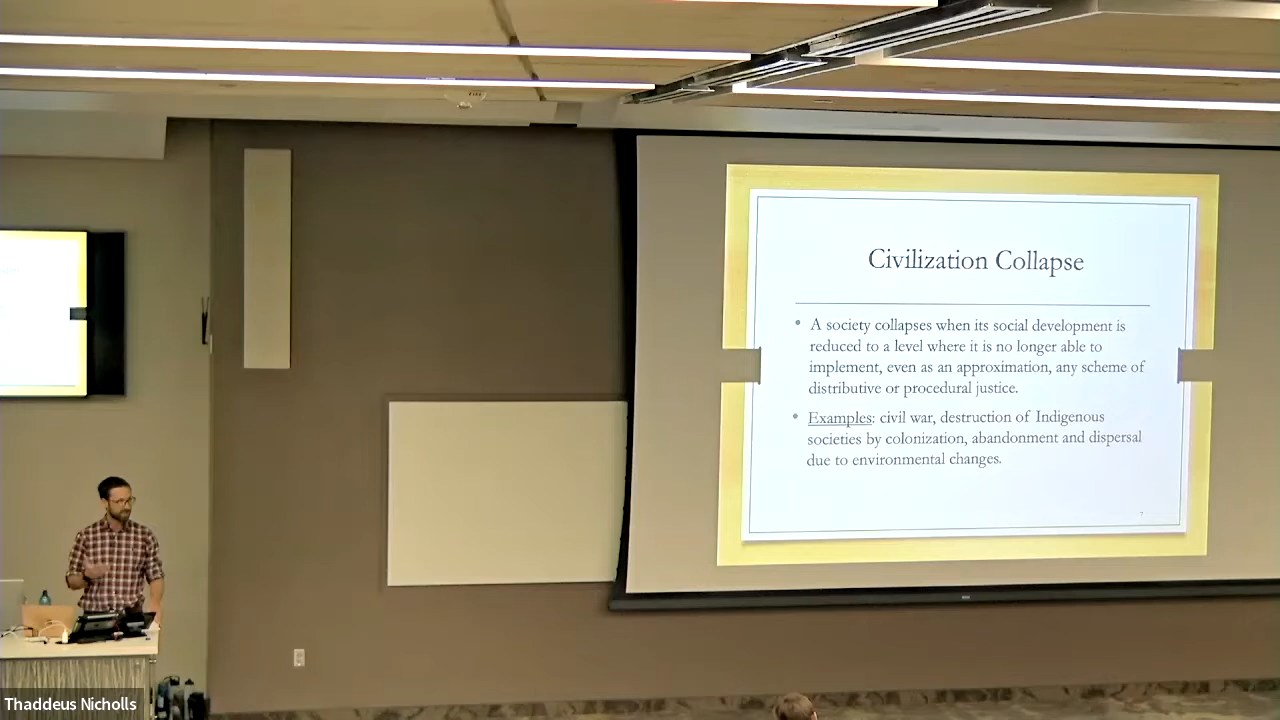 Civilization Collapse
• A society collapses when its social development is
reduced to a level where it is no longer able to
implement, even as an approximation, any scheme of
distributive or procedural justice.
• Examples: civil war, destruction of Indigenous
societies by colonization, abandonment and dispersal
due to environmental changes.
7
Thaddeus Nicholls